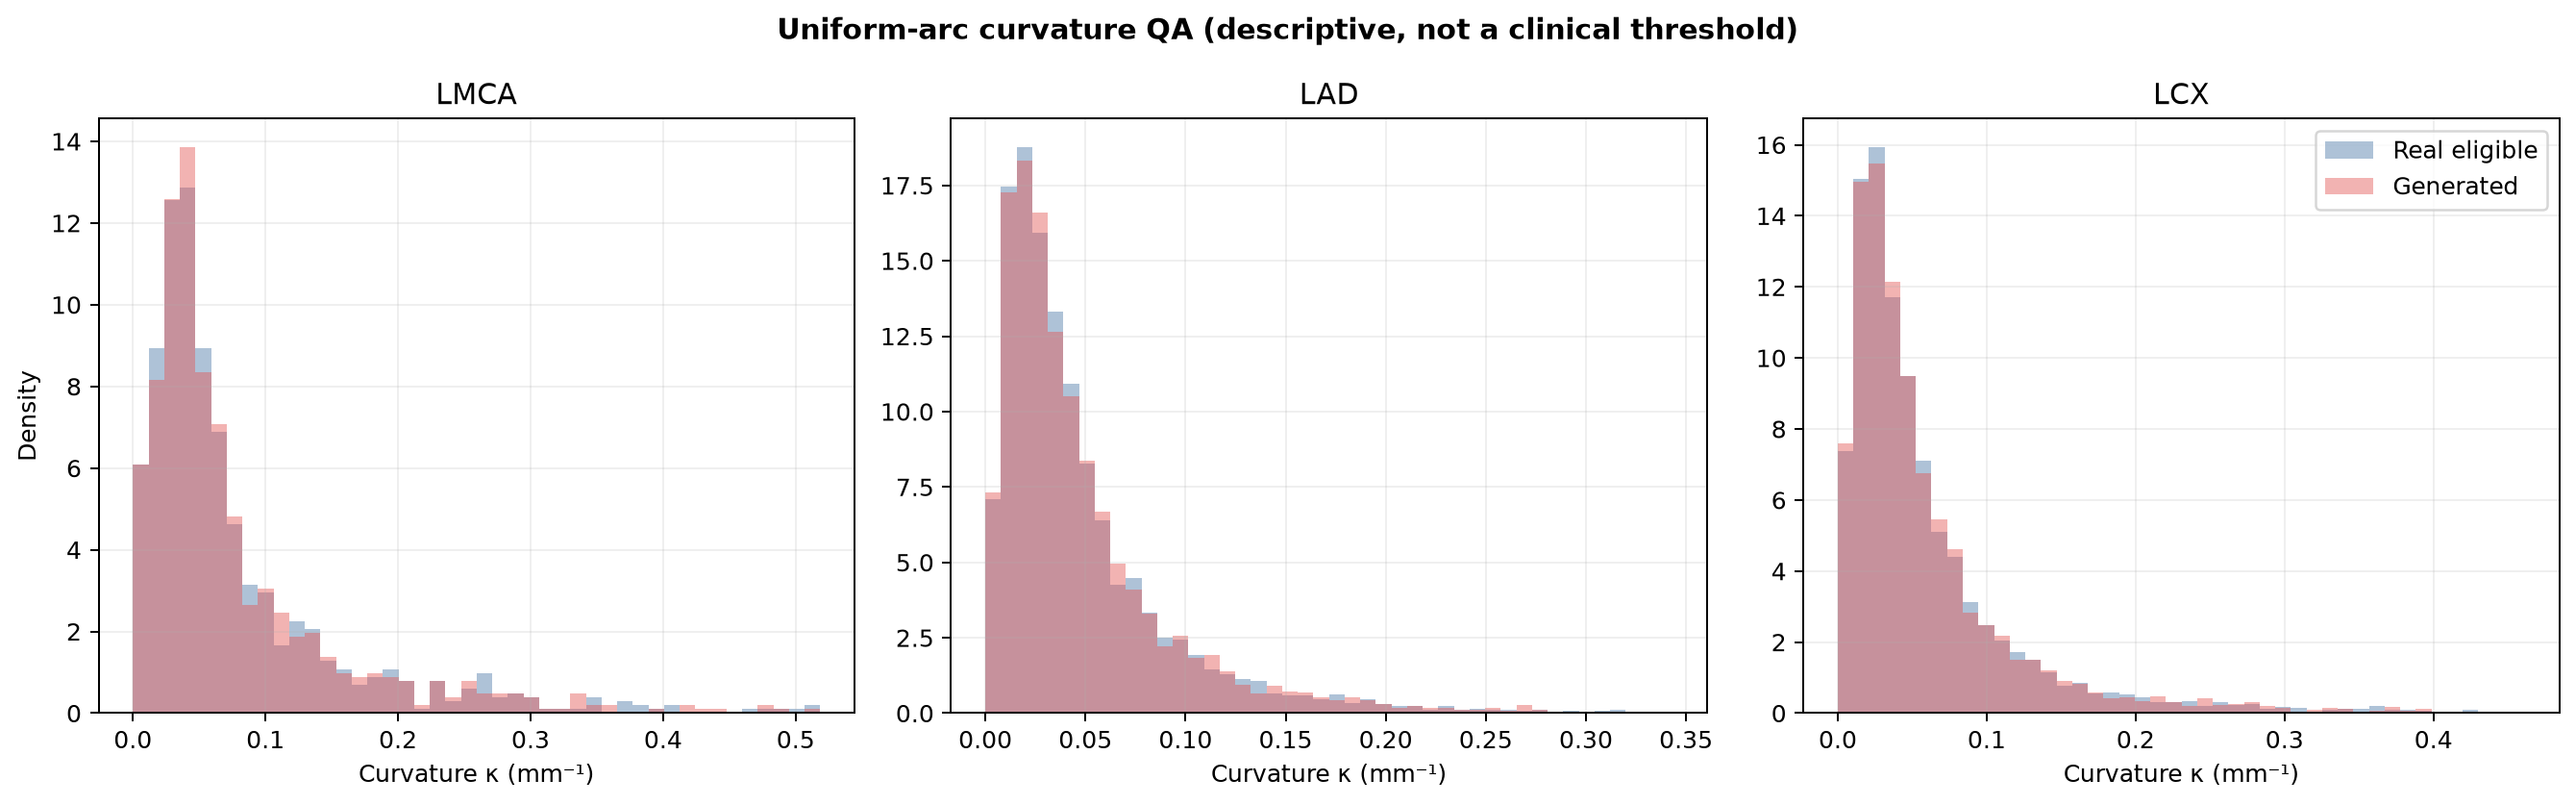 Uniform-arc curvature QA (descriptive, not a clinical threshold)
LMCA
Density
14
12
10
8
6
4
2
0
0.0 0.1 0.2 0.3 0.4 0.5
Curvature κ (mm⁻¹)
LAD
17.5
15.0
12.5
10.0
7.5
5.0
2.5
0.0
0.00 0.05 0.10 0.15 0.20 0.25 0.30 0.35
Curvature κ (mm⁻¹)
LCX
Real eligible
Generated
16
14
12
10
8
6
4
2
0
0.0 0.1 0.2 0.3 0.4
Curvature κ (mm⁻¹)